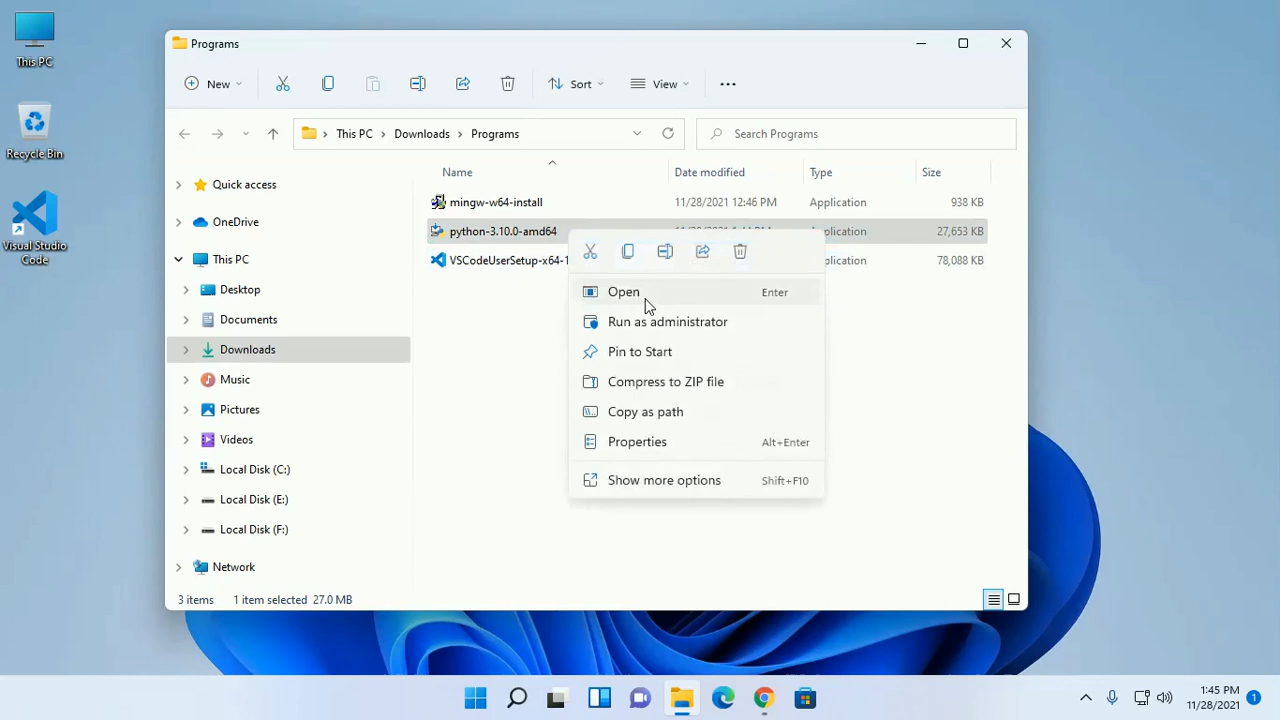 This PC
Recycle Bin
Visual Studio
Code
Programs
New
Sort
View
This PC > Downloads > Programs
Search Programs
Name Date modified Type Size
mingw-w64-install 11/28/2021 12:46 PM Application 938 KB
python-3.10.0-amd64 Application 27,653 KB
VSCodeUserSetup-x64-1 Application 78,088 KB
Quick access
OneDrive
This PC
Desktop
Documents
Downloads
Music
Pictures
Videos
Local Disk (C:)
Local Disk (E:)
Local Disk (F:)
Network
Open Enter
Run as administrator
Pin to Start
Compress to ZIP file
Copy as path
Properties Alt+Enter
Show more options Shift+F10
3 items 1 item selected 27.0 MB
1:45 PM
11/28/2021
1